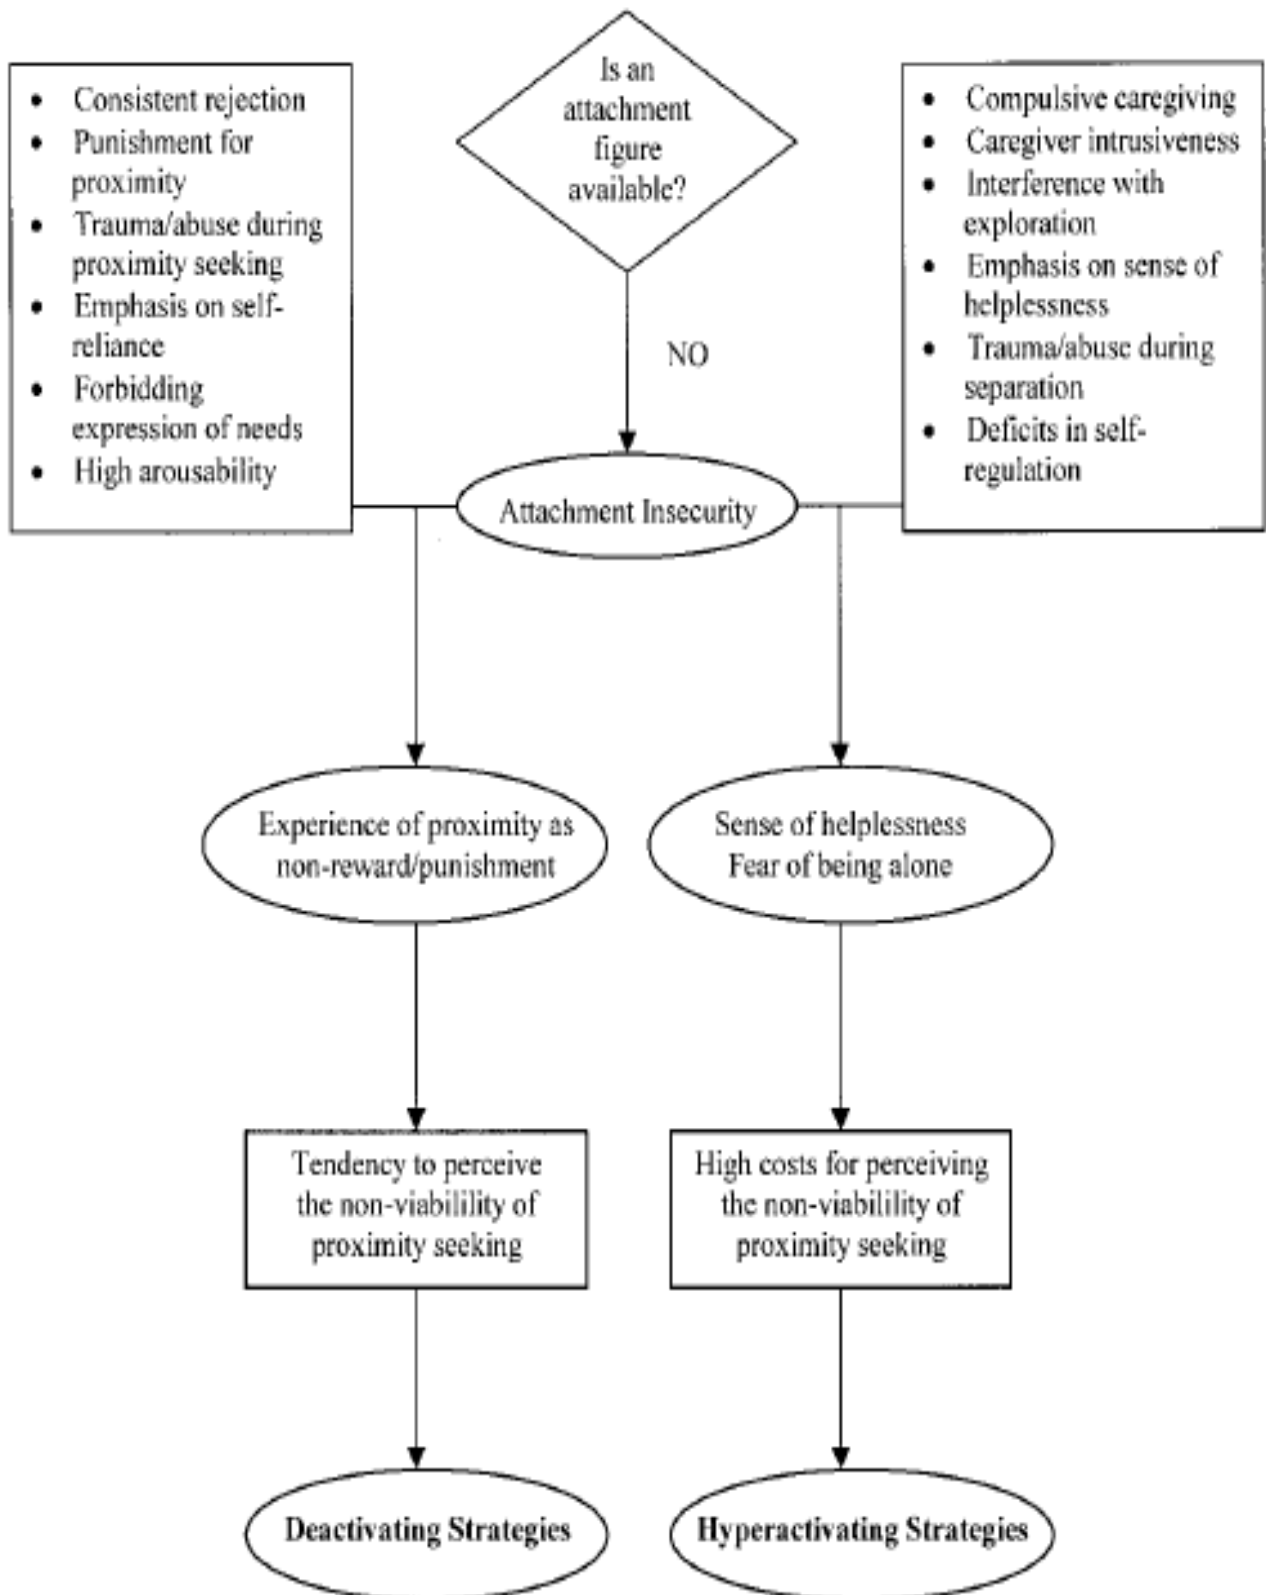 Is an
attachment
figure
available?
• Consistent rejection
• Punishment for
proximity
• Trauma/abuse during
proximity seeking
• Emphasis on self-
reliance
• Forbidding
expression of needs
• High arousability
• Compulsive caregiving
• Caregiver intrusiveness
• Interference with
exploration
• Emphasis on sense of
helplessness
• Trauma/abuse during
separation
• Deficits in self-
regulation
NO
Attachment Insecurity
Experience of proximity as
non-reward/punishment
Sense of helplessness
Fear of being alone
Tendency to perceive
the non-viabilility of
proximity seeking
High costs for perceiving
the non-viabilility of
proximity seeking
Deactivating Strategies
Hyperactivating Strategies